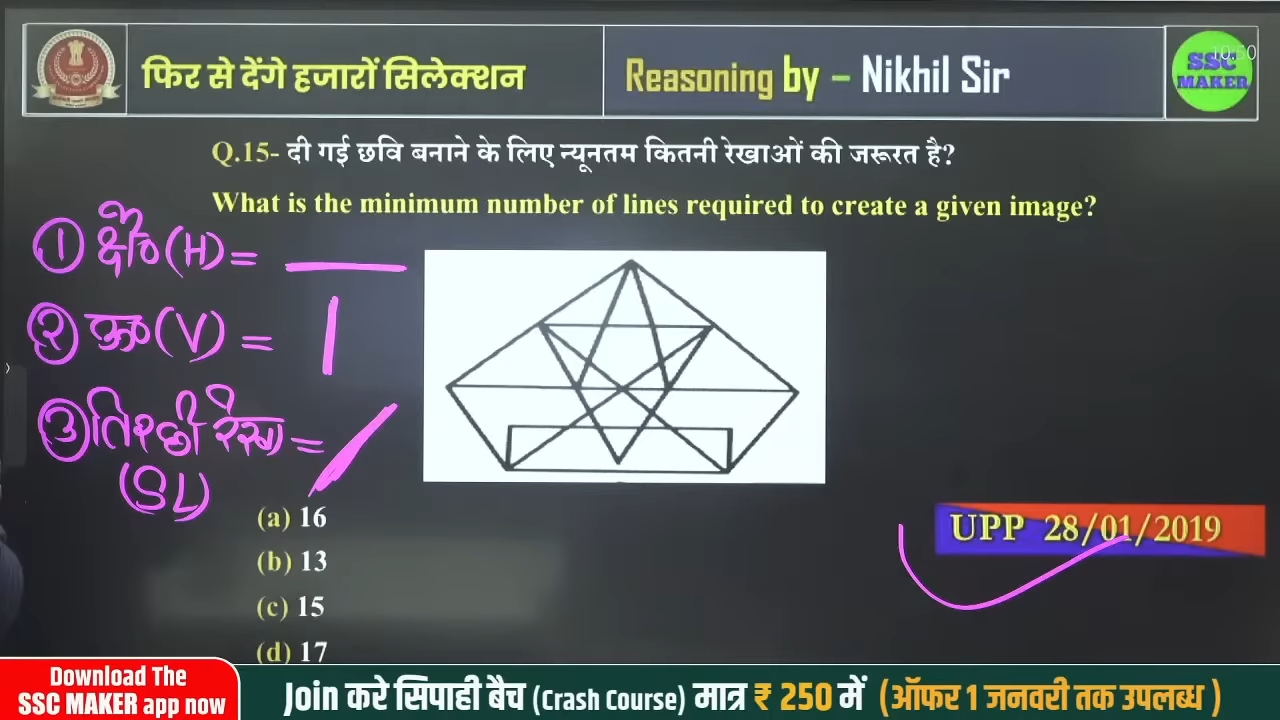 फिर से देंगे हजारों सिलेक्शन
Reasoning by – Nikhil Sir
10:50
SSC
MAKER
Q.15- दी गई छवि बनाने के लिए न्यूनतम कितनी रेखाओं की जरूरत है?
What is the minimum number of lines required to create a given image?
① (H) =
② (V) =
③ तिरछी रेखा =
(SL)
(a) 16
(b) 13
(c) 15
(d) 17
UPP 28/01/2019
Download The
SSC MAKER app now
Join करे सिपाही बैच (Crash Course) मात्र ₹ 250 में (ऑफर 1 जनवरी तक उपलब्ध )